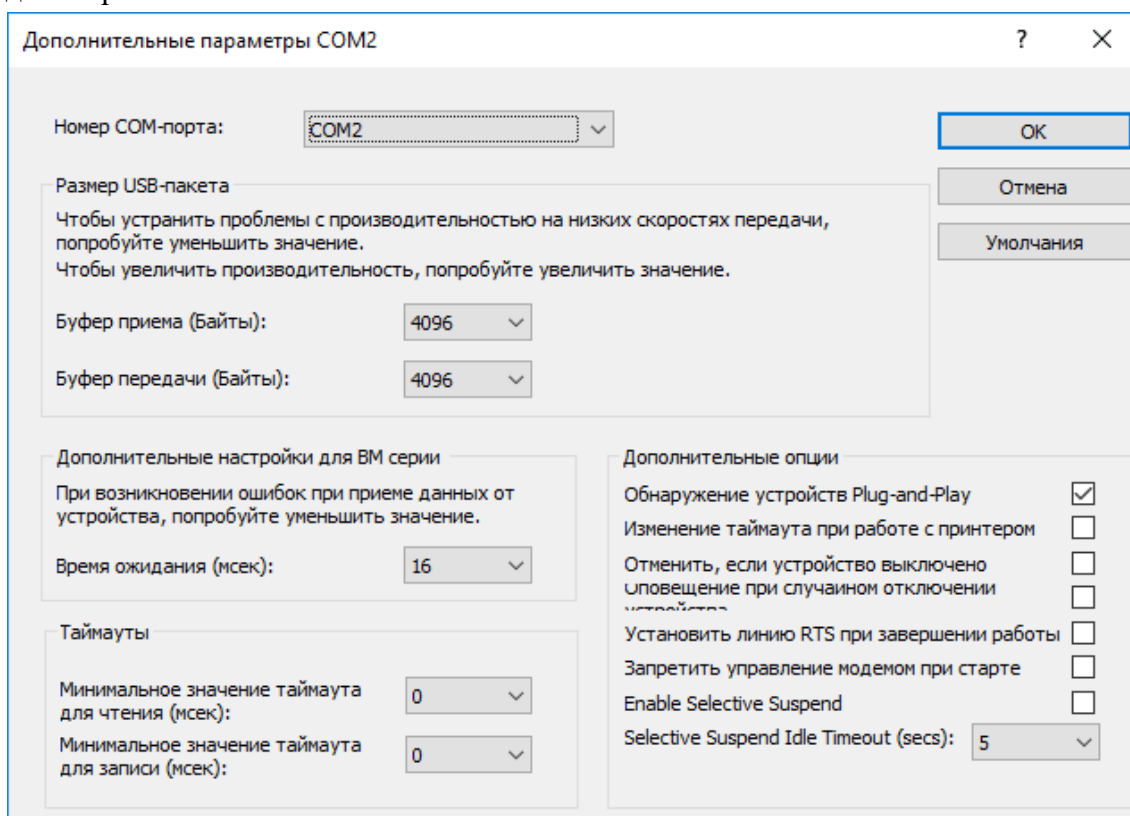 Дополнительные параметры COM2
?
Номер COM-порта:
COM2
OK
Размер USB-пакета
Отмена
Чтобы устранить проблемы с производительностью на низких скоростях передачи,
попробуйте уменьшить значение.
Умолчания
Чтобы увеличить производительность, попробуйте увеличить значение.
Буфер приема (Байты):
4096
Буфер передачи (Байты):
4096
Дополнительные настройки для BM серии
При возникновении ошибок при приеме данных от
устройства, попробуйте уменьшить значение.
Время ожидания (мсек):
16
Таймауты
Минимальное значение таймаута
для чтения (мсек):
0
Минимальное значение таймаута
для записи (мсек):
0
Дополнительные опции
Обнаружение устройств Plug-and-Play
Изменение таймаута при работе с принтером
Отменить, если устройство выключено
Оповещение при случайном отключении
Установить линию RTS при завершении работы
Запретить управление модемом при старте
Enable Selective Suspend
Selective Suspend Idle Timeout (secs):
5